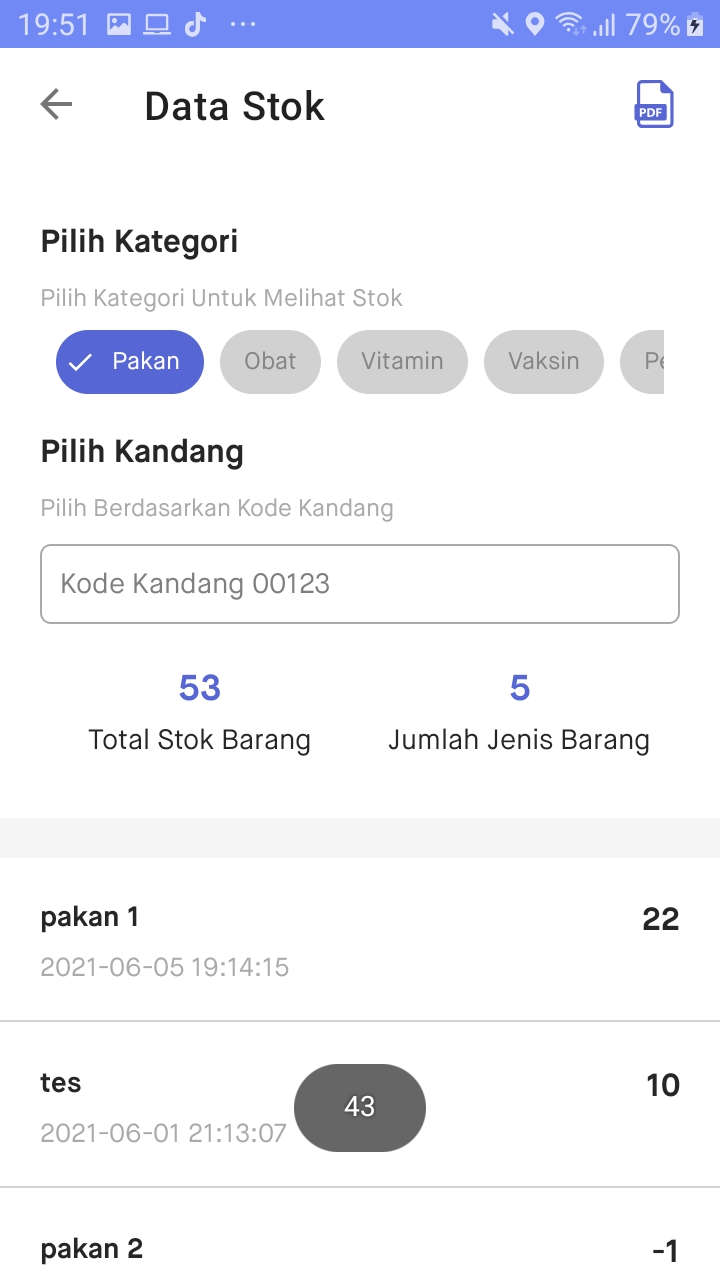 19:51 ... 79%
Data Stok
PDF
Pilih Kategori
Pilih Kategori Untuk Melihat Stok
Pakan Obat Vitamin Vaksin
Pilih Kandang
Pilih Berdasarkan Kode Kandang
Kode Kandang 00123
53 5
Total Stok Barang Jumlah Jenis Barang
pakan 1 22
2021-06-05 19:14:15
tes 10
43
2021-06-01 21:13:07
pakan 2 -1